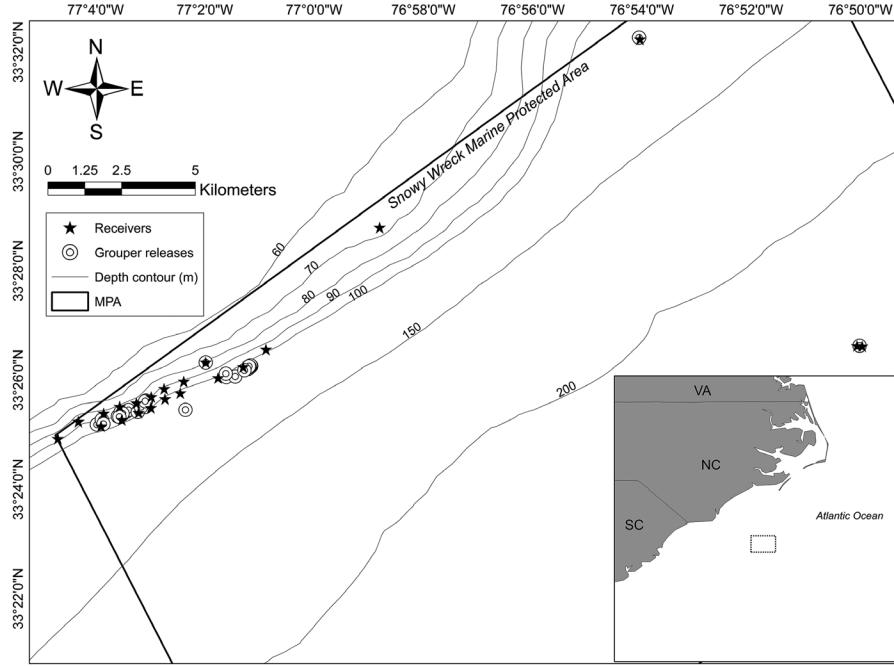 77°4'0"W 77°2'0"W 77°0'0"W 76°58'0"W 76°56'0"W 76°54'0"W 76°52'0"W 76°50'0"W
33°32'0"N
33°30'0"N
33°28'0"N
33°26'0"N
33°24'0"N
33°22'0"N
N
W E
S
0 1.25 2.5 5
Kilometers
Receivers
Grouper releases
Depth contour (m)
MPA
Snowy Wreck Marine Protected Area
60
70
80
90
100
150
200
VA
NC
SC
Atlantic Ocean